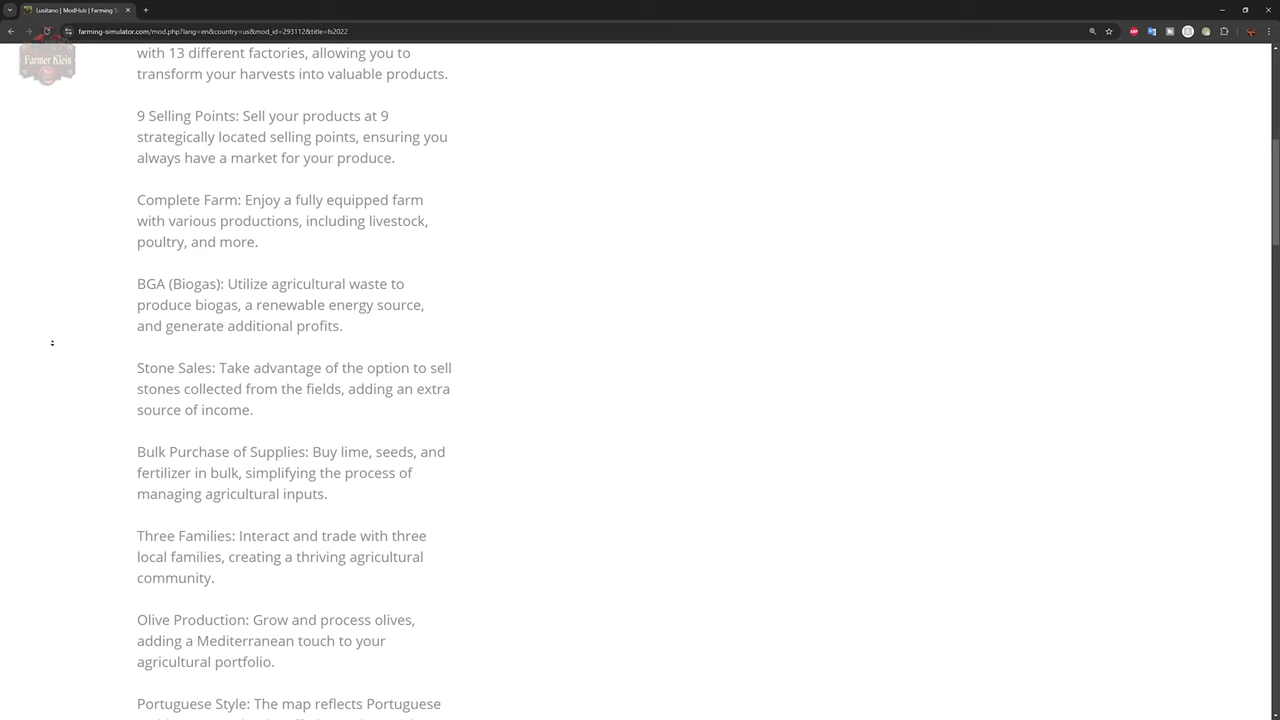 Lusitano | ModHub | Farming S
farming-simulator.com/mod.php?lang=en&country=us&mod_id=293112&title=fs2022
Farmer Klein
with 13 different factories, allowing you to
transform your harvests into valuable products.
9 Selling Points: Sell your products at 9
strategically located selling points, ensuring you
always have a market for your produce.
Complete Farm: Enjoy a fully equipped farm
with various productions, including livestock,
poultry, and more.
BGA (Biogas): Utilize agricultural waste to
produce biogas, a renewable energy source,
and generate additional profits.
Stone Sales: Take advantage of the option to sell
stones collected from the fields, adding an extra
source of income.
Bulk Purchase of Supplies: Buy lime, seeds, and
fertilizer in bulk, simplifying the process of
managing agricultural inputs.
Three Families: Interact and trade with three
local families, creating a thriving agricultural
community.
Olive Production: Grow and process olives,
adding a Mediterranean touch to your
agricultural portfolio.
Portuguese Style: The map reflects Portuguese